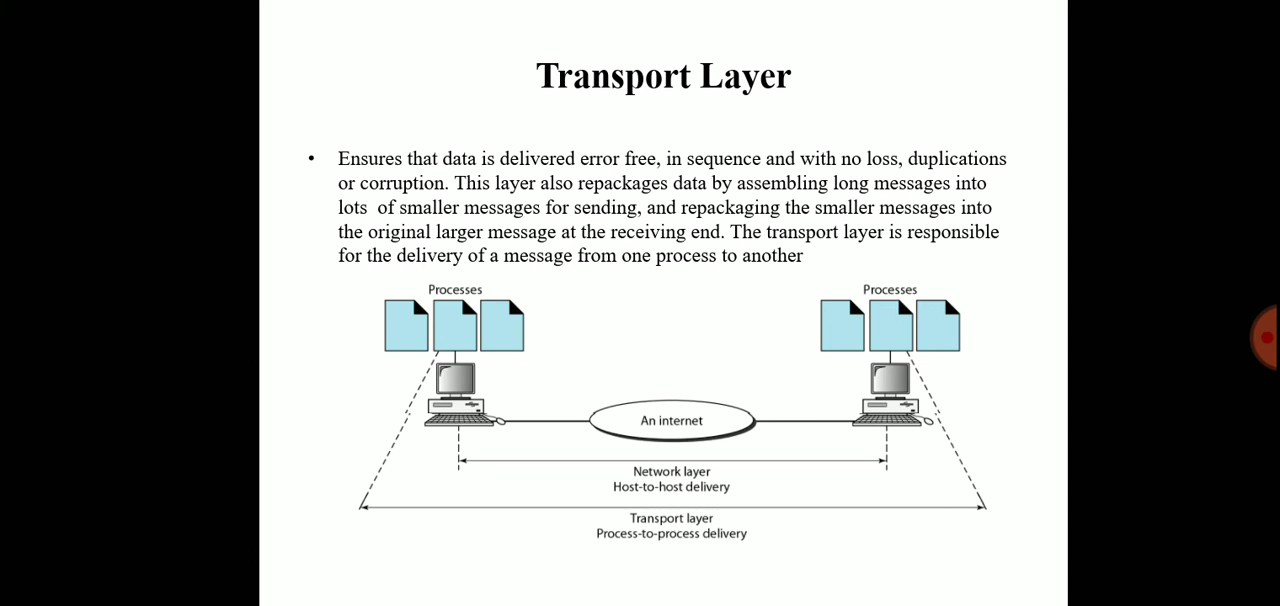 Transport Layer
• Ensures that data is delivered error free, in sequence and with no loss, duplications
or corruption. This layer also repackages data by assembling long messages into
lots  of smaller messages for sending, and repackaging the smaller messages into
the original larger message at the receiving end. The transport layer is responsible
for the delivery of a message from one process to another
Processes
Processes
An internet
Network layer
Host-to-host delivery
Transport layer
Process-to-process delivery